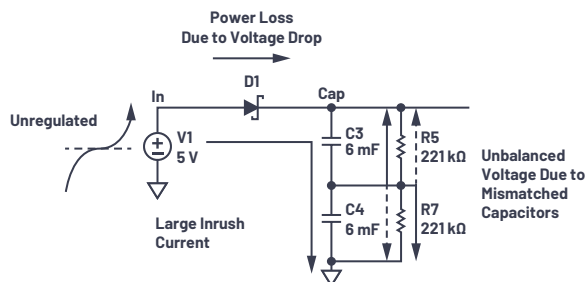 Power Loss
Due to Voltage Drop
D1
In
Cap
Unregulated
V1
5 V
C3
6 mF
R5
221 kΩ
Unbalanced
Voltage Due to
Mismatched
Capacitors
C4
6 mF
R7
221 kΩ
Large Inrush
Current